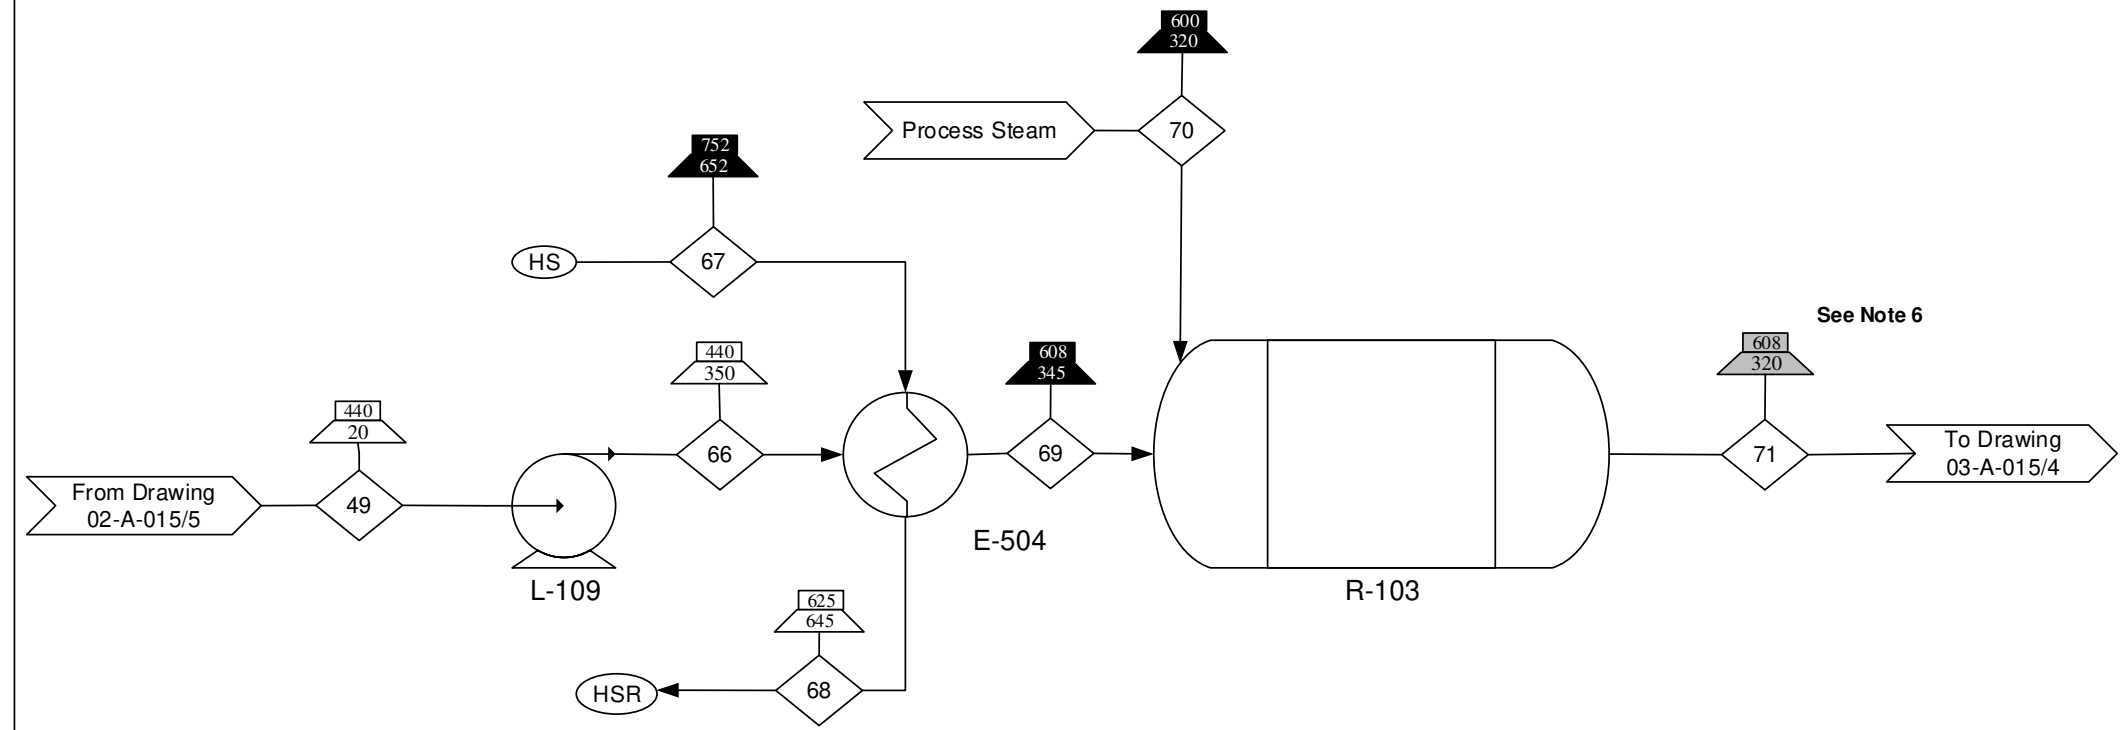 600
320
Process Steam
70
752
652
HS
67
See Note 6
440
350
608
345
608
320
440
20
66
69
71
To Drawing
03-A-015/4
From Drawing
02-A-015/5
49
E-504
L-109
R-103
625
645
HSR
68